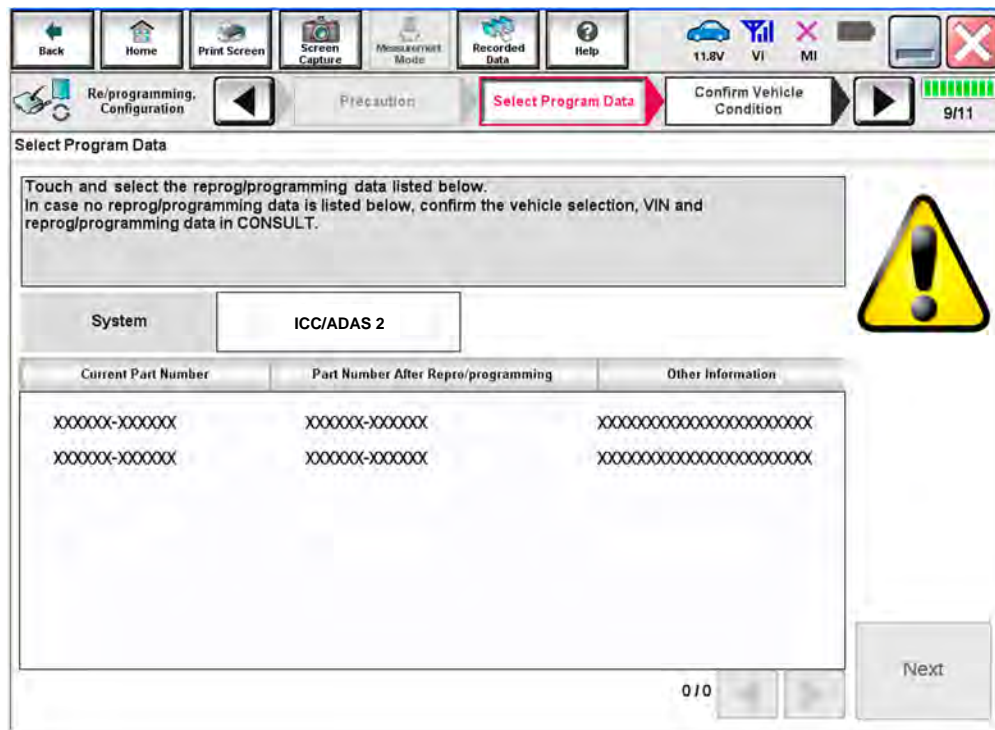 Back
Home
Print Screen
Screen
Capture
Measurement
Mode
Recorded
Data
Help
11.8V
VI
MI
Re/programming,
Configuration
Precaution
Select Program Data
Confirm Vehicle
Condition
9/11
Select Program Data
Touch and select the reprog/programming data listed below.
In case no reprog/programming data is listed below, confirm the vehicle selection, VIN and
reprog/programming data in CONSULT.
System
ICC/ADAS 2
Current Part Number
Part Number After Repro/programming
Other Information
XXXXXX-XXXXXX XXXXXX-XXXXXX XXXXXXXXXXXXXXXXXXXXXXX
XXXXXX-XXXXXX XXXXXX-XXXXXX XXXXXXXXXXXXXXXXXXXXXXX
Next
0/0